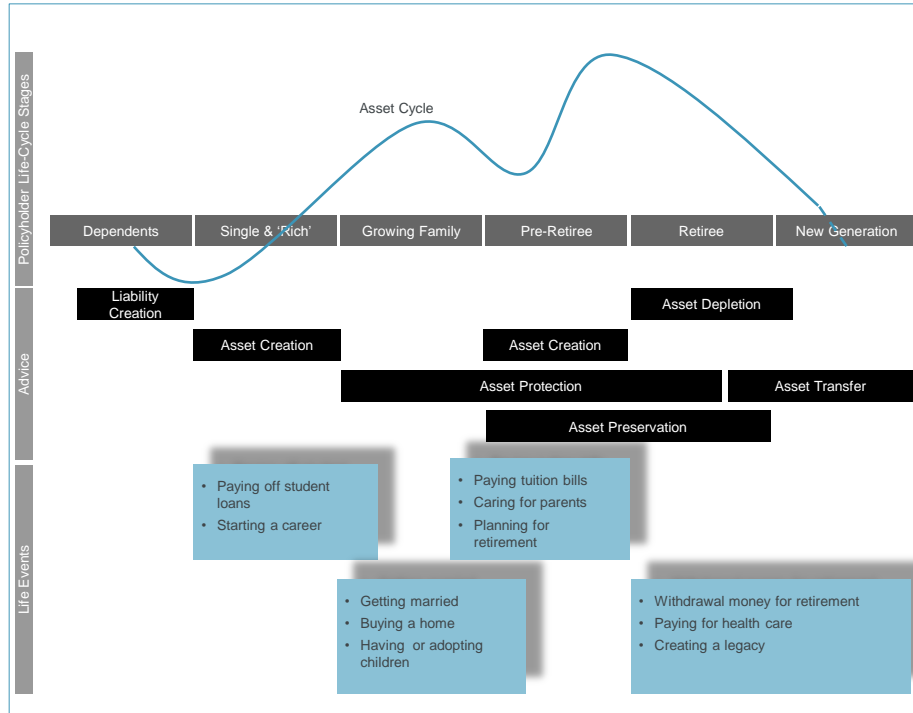 Policyholder Life-Cycle Stages
Asset Cycle
Dependents
Single & 'Rich'
Growing Family
Pre-Retiree
Retiree
New Generation
Advice
Liability
Creation
Asset Depletion
Asset Creation
Asset Creation
Asset Protection
Asset Transfer
Asset Preservation
Life Events
• Paying off student
loans
• Starting a career
• Paying tuition bills
• Caring for parents
• Planning for
retirement
• Getting married
• Buying a home
• Having or adopting
children
• Withdrawal money for retirement
• Paying for health care
• Creating a legacy